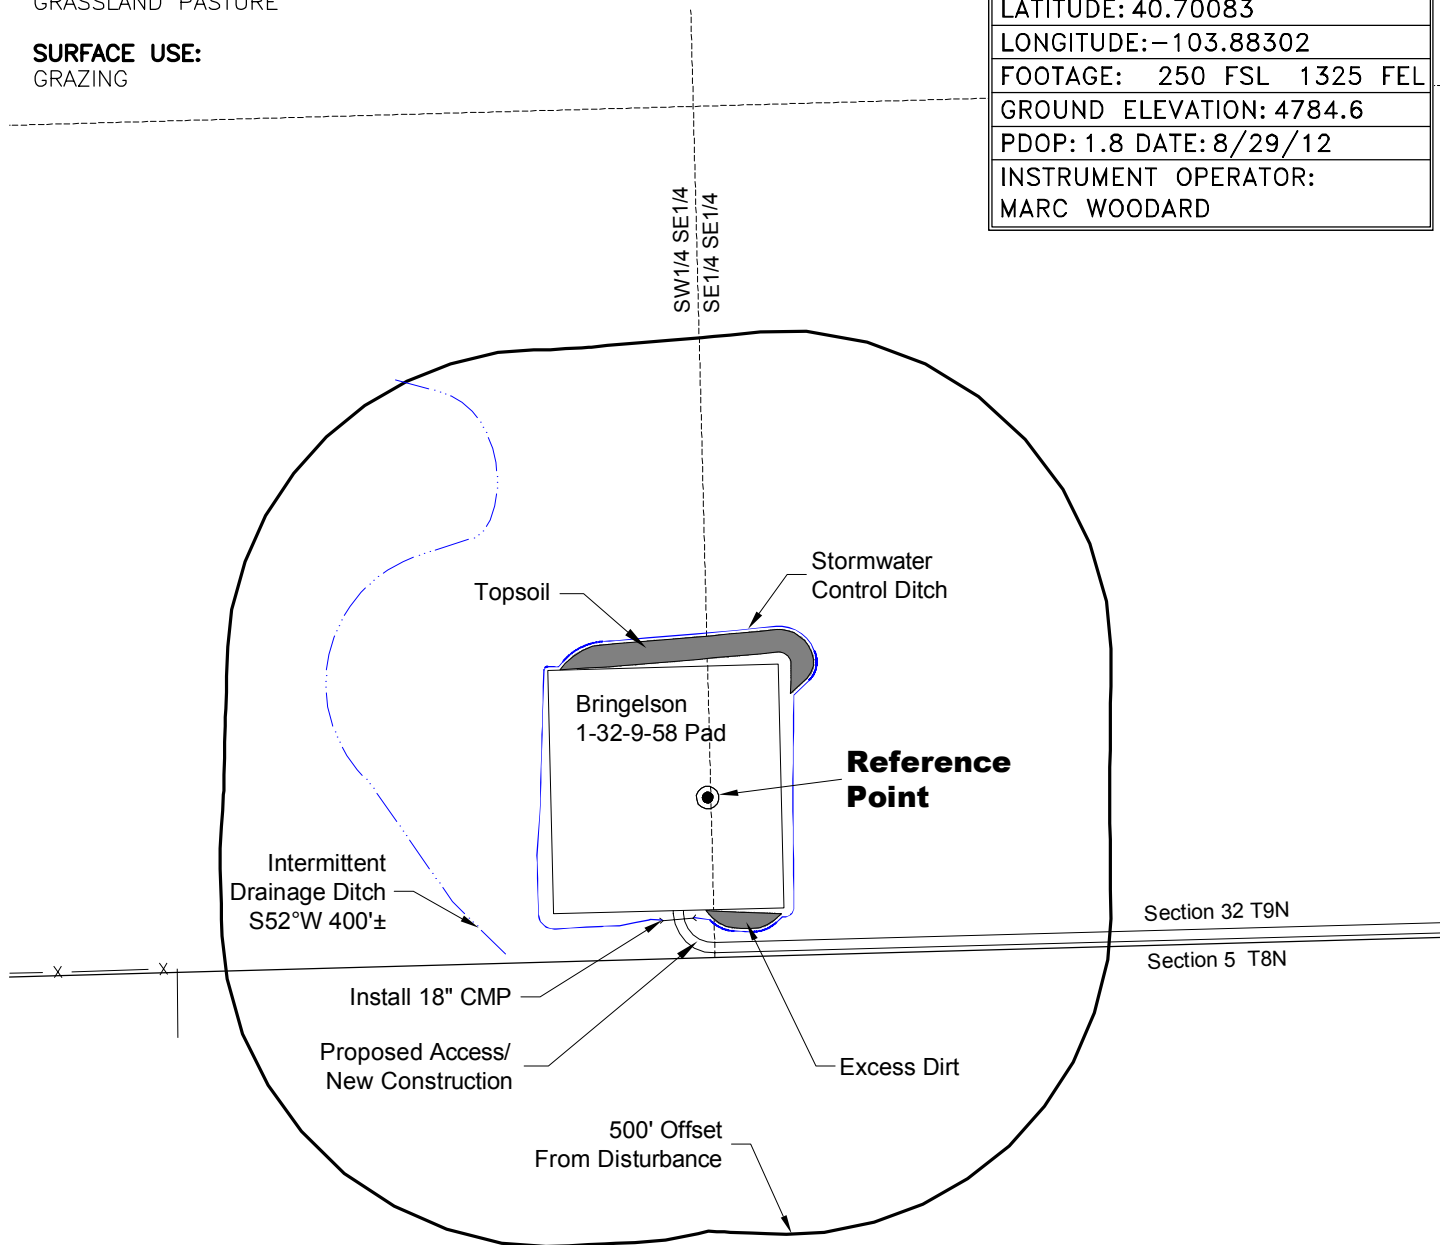 GRASSLAND PASTURE
SURFACE USE:
GRAZING
LATITUDE: 40.70083
LONGITUDE: -103.88302
FOOTAGE: 250 FSL 1325 FEL
GROUND ELEVATION: 4784.6
PDOP: 1.8 DATE: 8/29/12
INSTRUMENT OPERATOR:
MARC WOODARD
SW1/4 SE1/4
SE1/4 SE1/4
Stormwater
Control Ditch
Topsoil
Bringelson
1-32-9-58 Pad
Reference
Point
Intermittent
Drainage Ditch
S52°W 400'±
Section 32 T9N
Section 5 T8N
X
X
Install 18" CMP
Proposed Access/
New Construction
Excess Dirt
500' Offset
From Disturbance